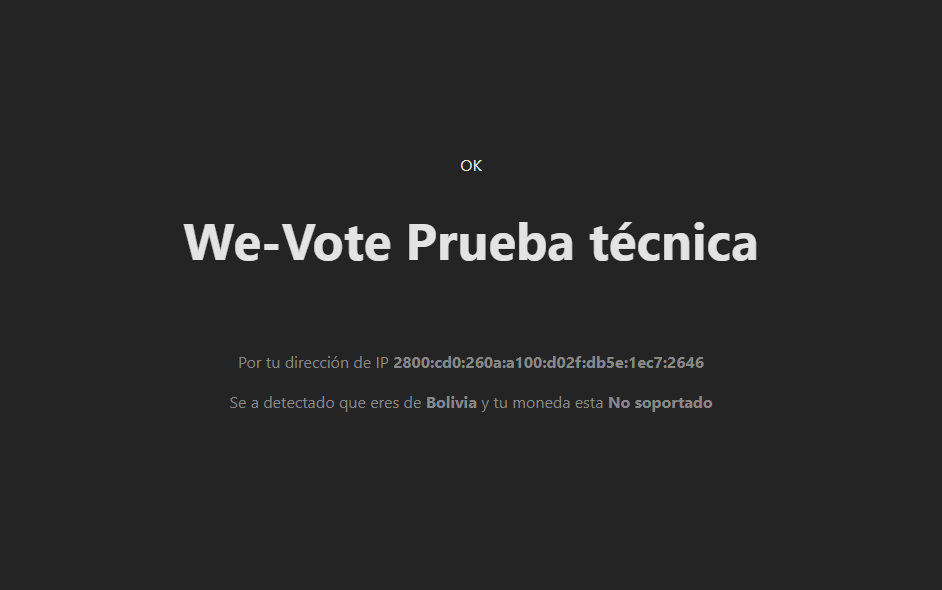 OK
We-Vote Prueba técnica
Por tu dirección de IP 2800:cd0:260a:a100:d02f:db5e:1ec7:2646
Se a detectado que eres de Bolivia y tu moneda esta No soportado